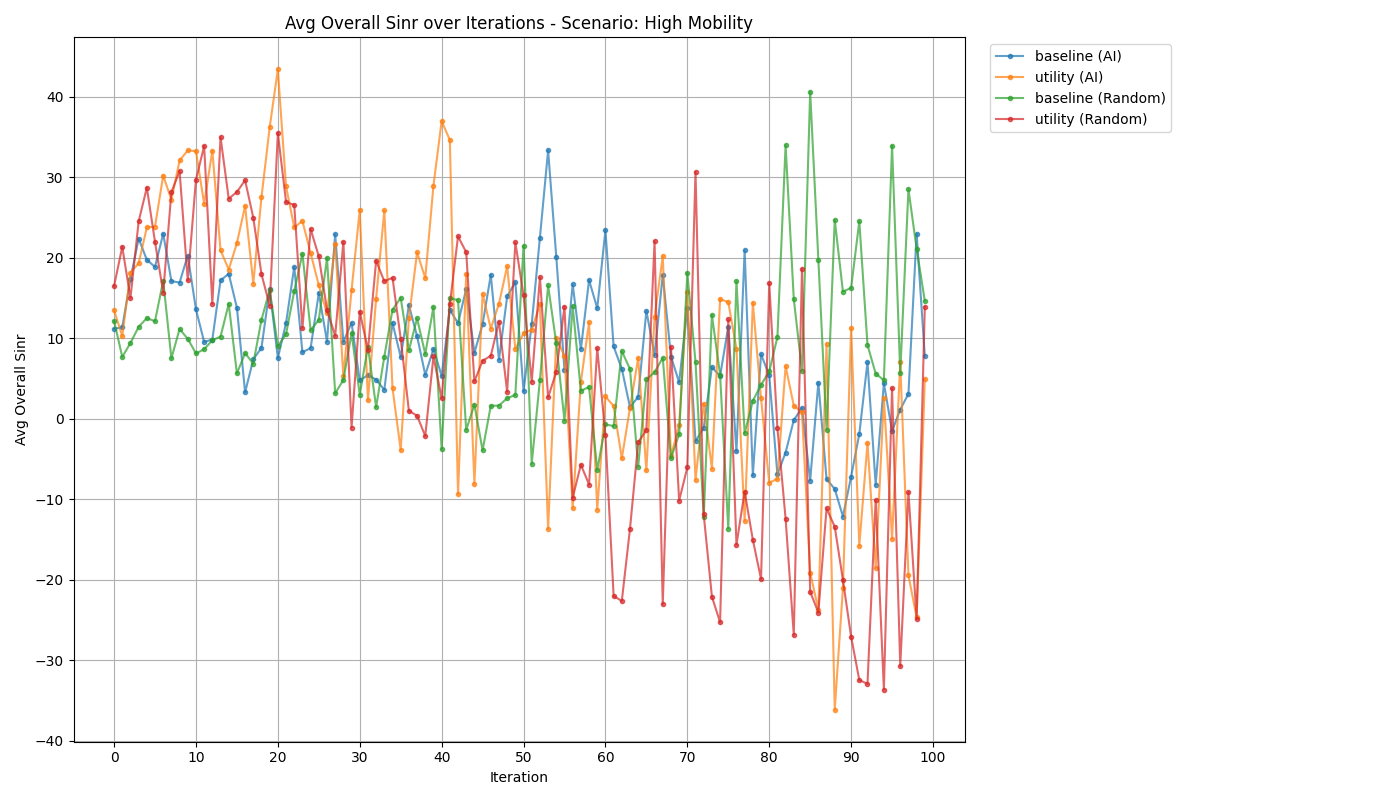 Avg Overall Sinr over Iterations - Scenario: High Mobility
baseline (AI)
utility (AI)
baseline (Random)
utility (Random)
Avg Overall Sinr
40
30
20
10
0
−10
−20
−30
−40
0 10 20 30 40 50 60 70 80 90 100
Iteration